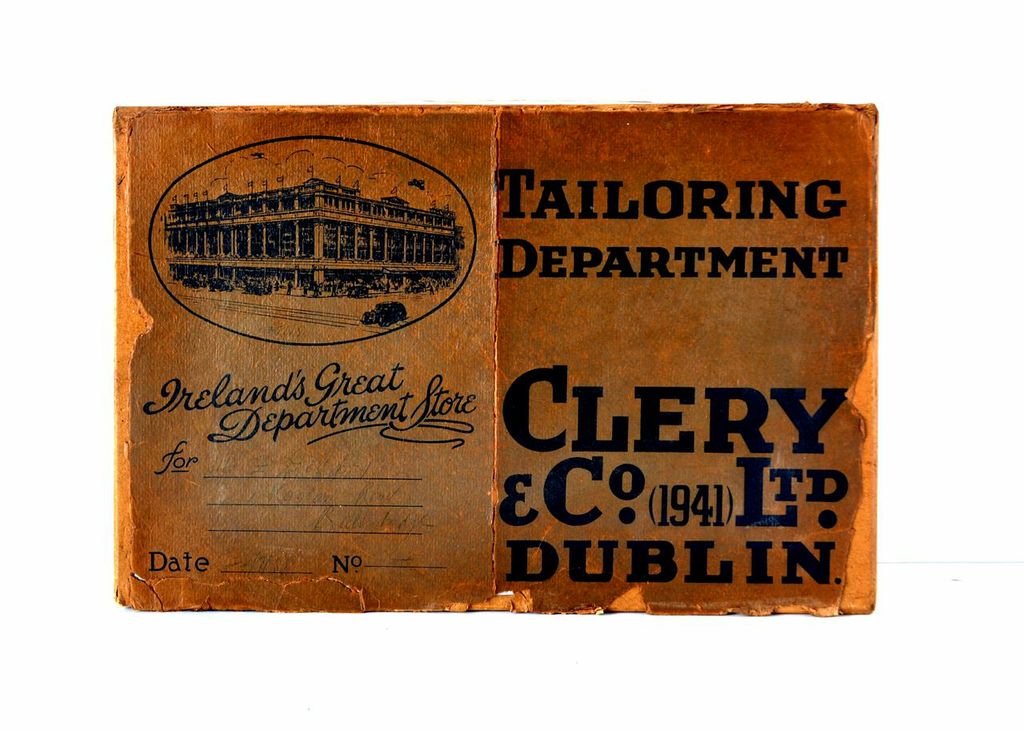 Ireland's Great
Department Store
for
Date
No
TAILORING
DEPARTMENT
CLERY
& Co. (1941) LTD.
DUBLIN.